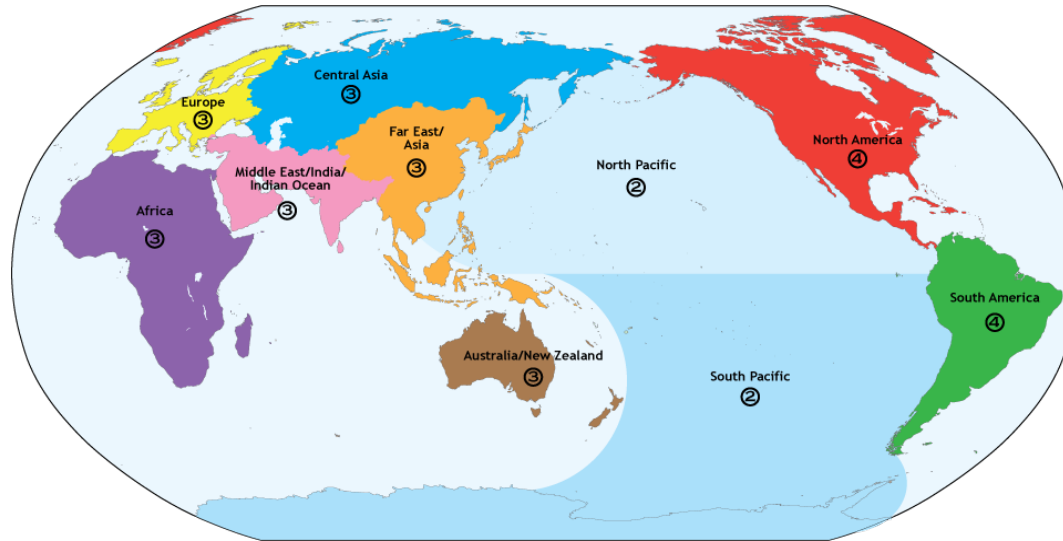 Central Asia
③
Europe
③
Far East/
Asia
③
North America
④
North Pacific
②
Middle East/India/
Indian Ocean
③
Africa
③
South America
④
Australia/New Zealand
③
South Pacific
②